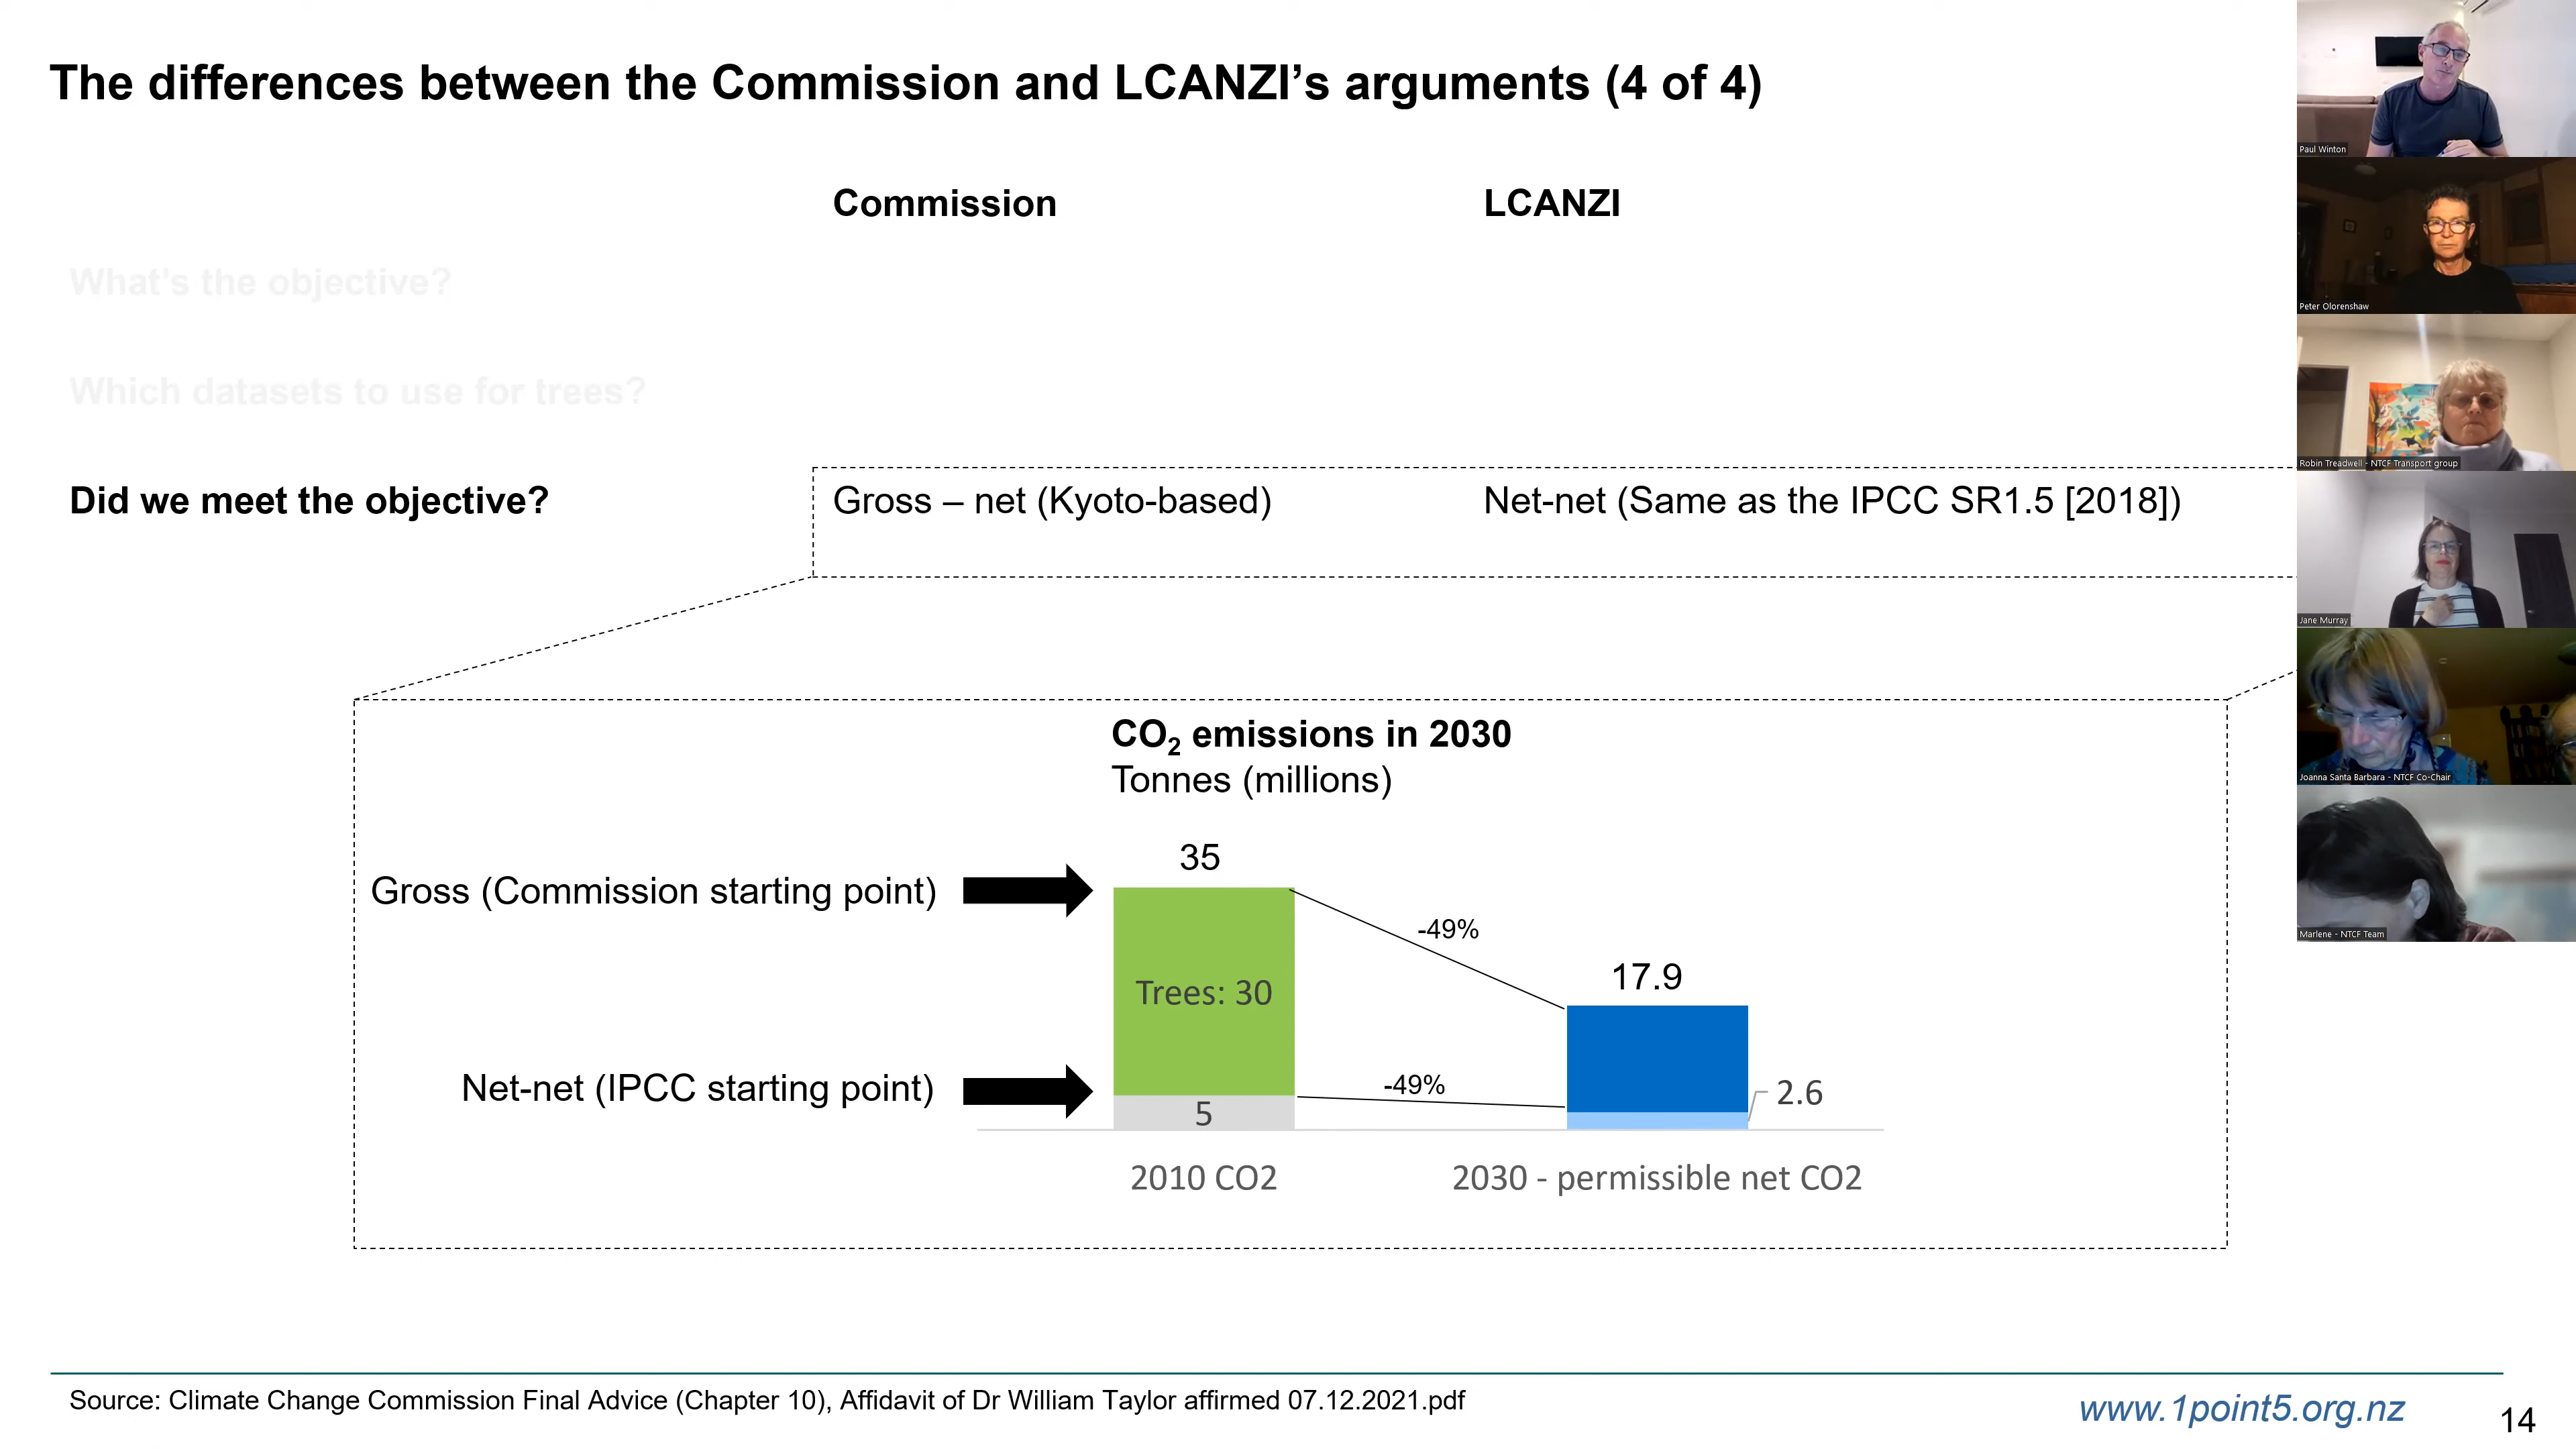 The differences between the Commission and LCANZI’s arguments (4 of 4)
Commission
LCANZI
What's the objective?
Which datasets to use for trees?
Did we meet the objective?
Gross – net (Kyoto-based)
Net-net (Same as the IPCC SR1.5 [2018])
CO2 emissions in 2030
Tonnes (millions)
35
Gross (Commission starting point)
-49%
17.9
Trees: 30
Net-net (IPCC starting point)
-49%
2.6
5
2010 CO2
2030 - permissible net CO2
Source: Climate Change Commission Final Advice (Chapter 10), Affidavit of Dr William Taylor affirmed 07.12.2021.pdf
www.1point5.org.nz
14
Paul Winton
Peter Olorenshaw
Robin Treadwell - NTCF Transport group
Jane Murray
Joanna Santa Barbara - NTCF Co-Chair
Marlene - NTCF Team